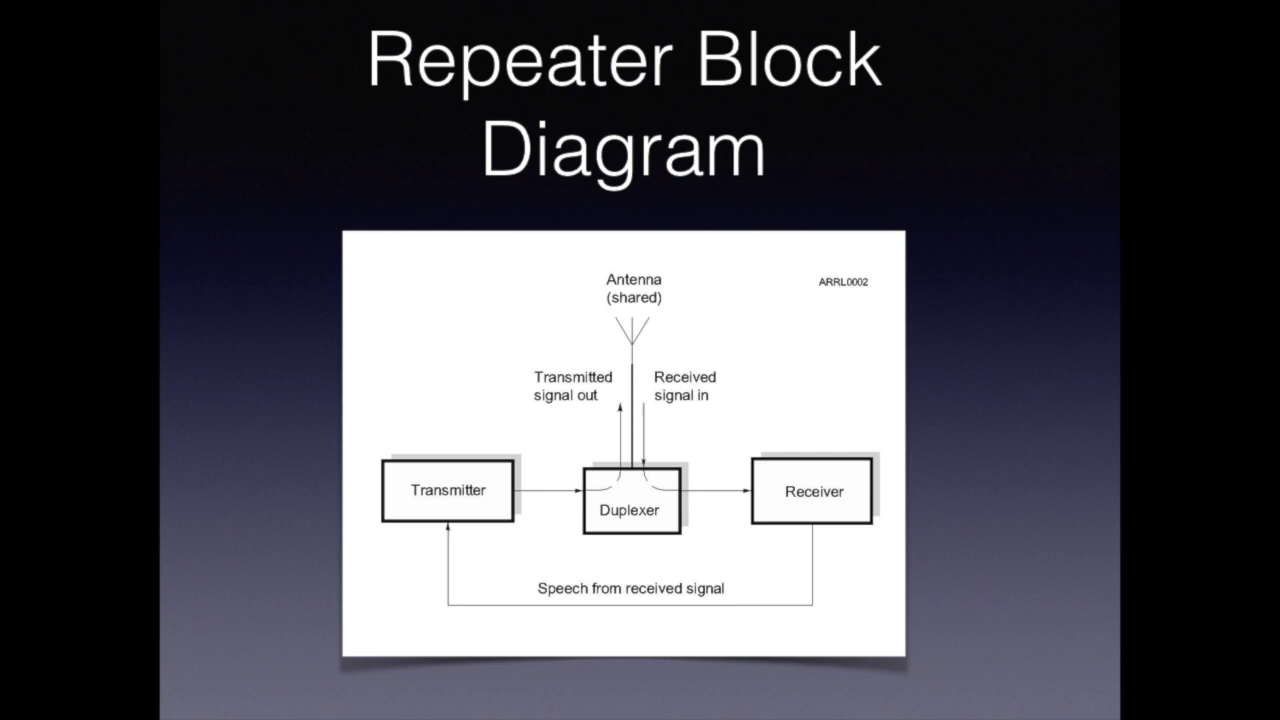 Repeater Block
Diagram
Antenna
(shared)
ARRL0002
Transmitted
signal out
Received
signal in
Transmitter
Duplexer
Receiver
Speech from received signal